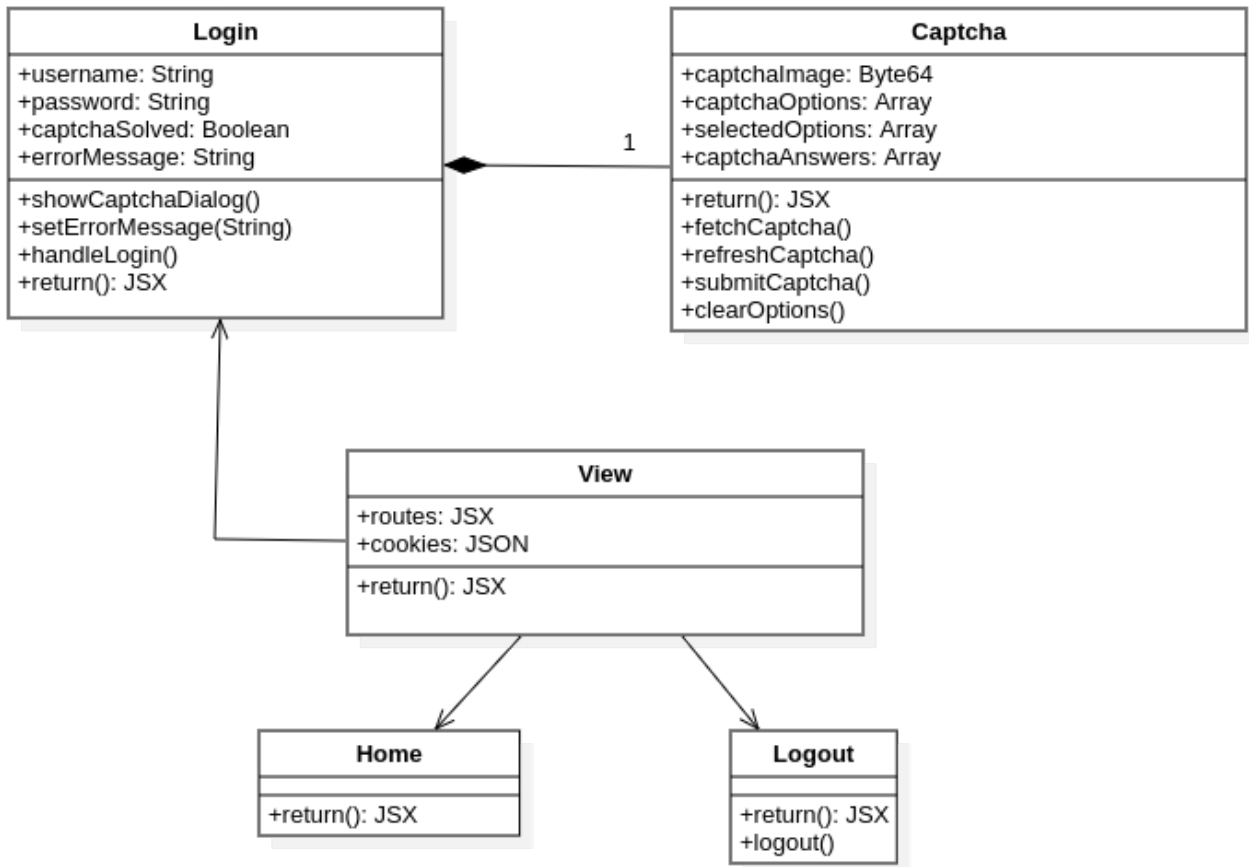 Login
+username: String
+password: String
+captchaSolved: Boolean
+errorMessage: String
+showCaptchaDialog()
+setErrorMessage(String)
+handleLogin()
+return(): JSX
1
Captcha
+captchaImage: Byte64
+captchaOptions: Array
+selectedOptions: Array
+captchaAnswers: Array
+return(): JSX
+fetchCaptcha()
+refreshCaptcha()
+submitCaptcha()
+clearOptions()
View
+routes: JSX
+cookies: JSON
+return(): JSX
Home
+return(): JSX
Logout
+return(): JSX
+logout()